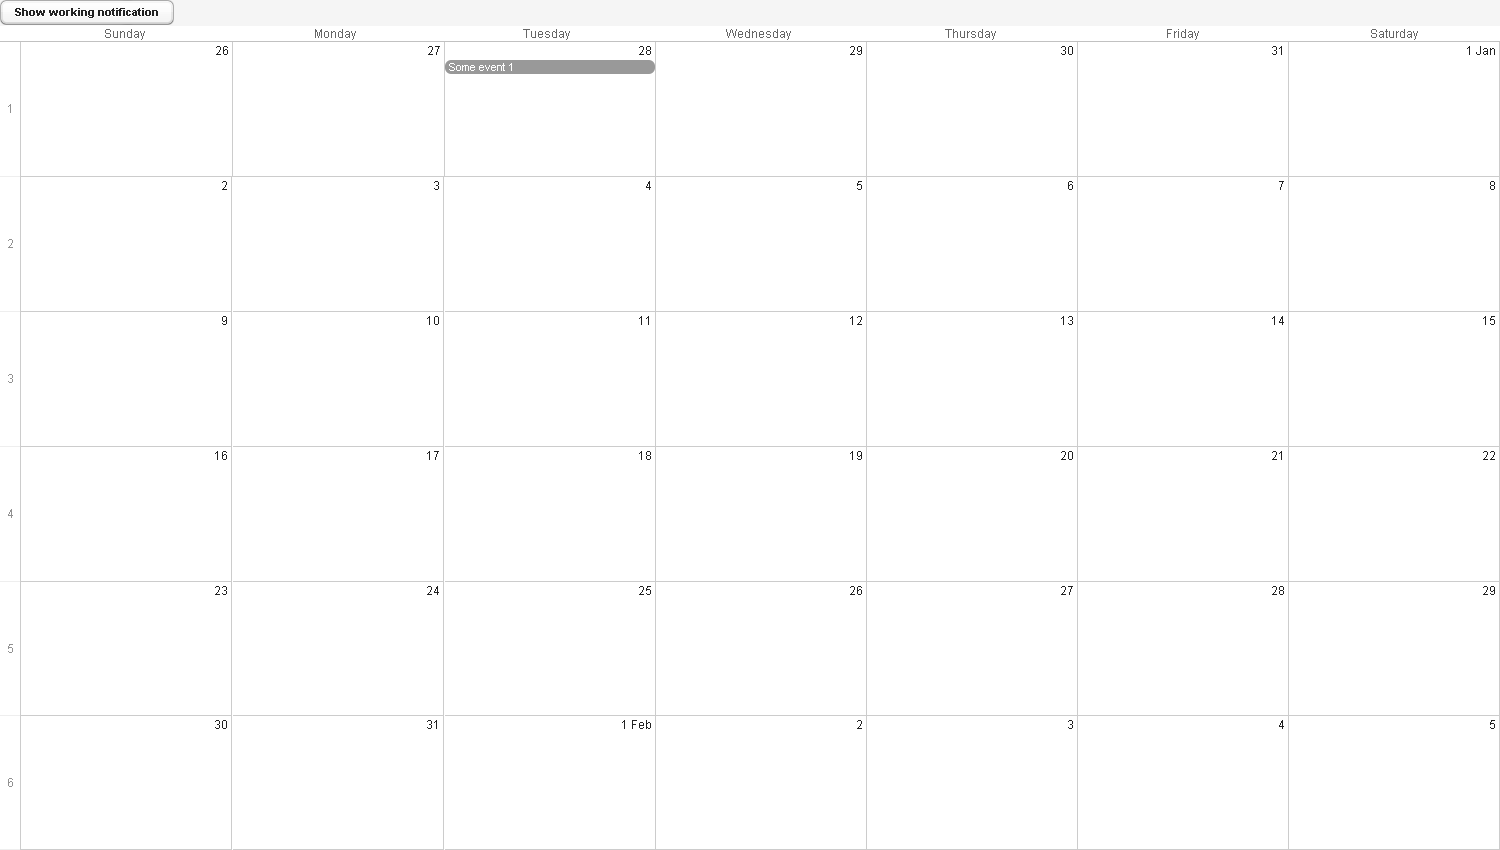 Show working notification
Sunday Monday Tuesday Wednesday Thursday Friday Saturday
26 27 28 29 30 31 1 Jan
Some event 1
1
2 3 4 5 6 7 8
2
9 10 11 12 13 14 15
3
16 17 18 19 20 21 22
4
23 24 25 26 27 28 29
5
30 31 1 Feb 2 3 4 5
6